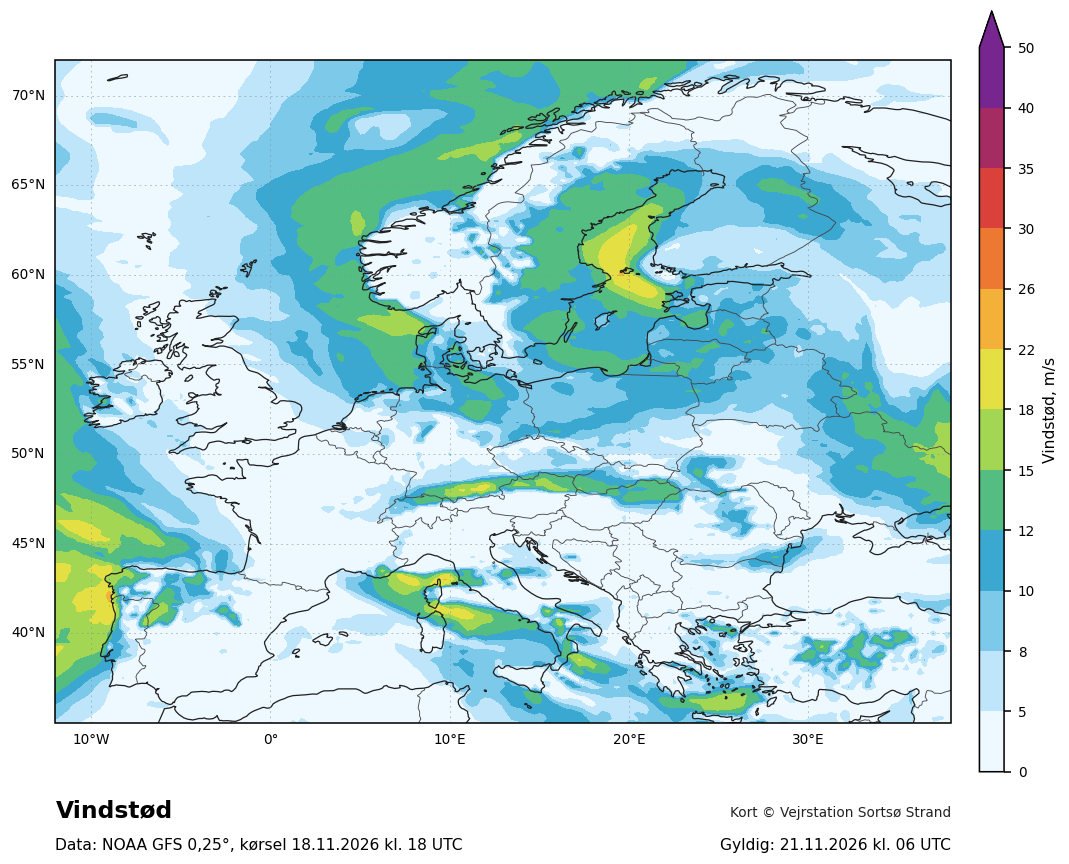 70°N
65°N
60°N
55°N
50°N
45°N
40°N
10°W
0°
10°E
20°E
30°E
50
40
35
30
26
22
18
15
12
10
8
5
0
Vindstød, m/s
Vindstød
Kort © Vejrstation Sortsø Strand
Data: NOAA GFS 0,25°, kørsel 18.11.2026 kl. 18 UTC
Gyldig: 21.11.2026 kl. 06 UTC